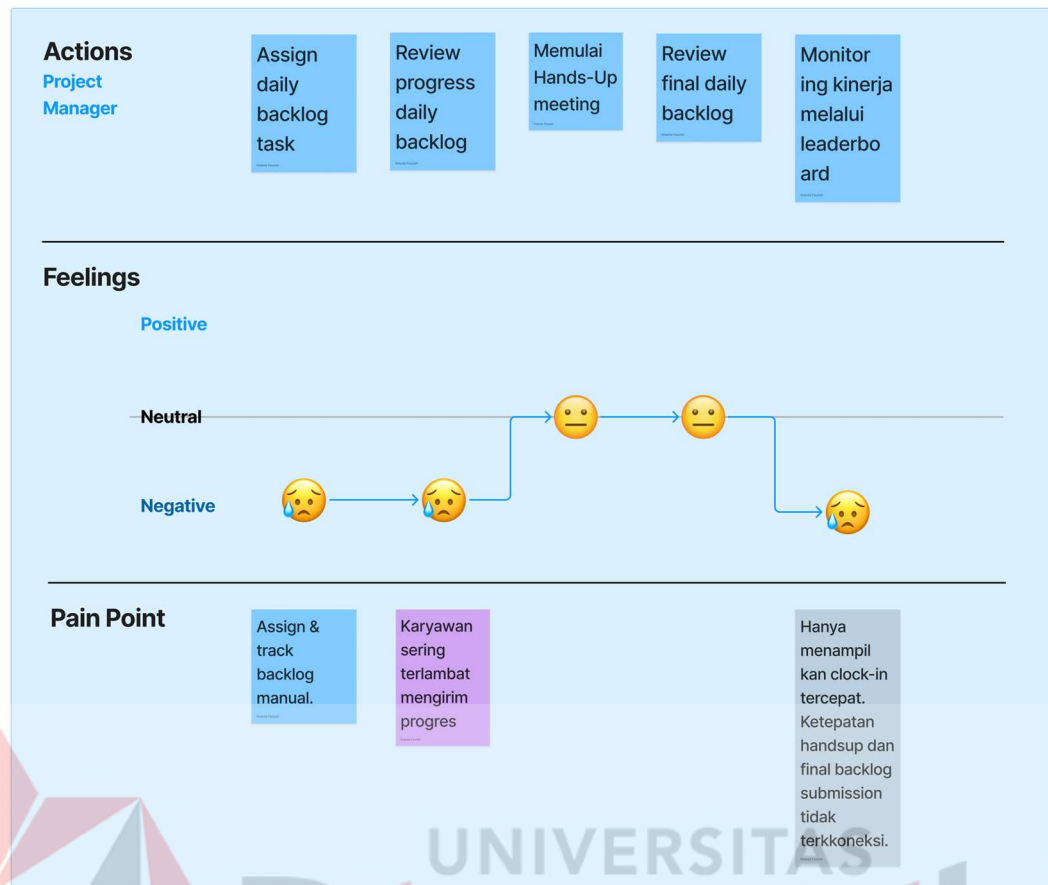 Actions
Project
Manager
Assign
daily
backlog
task
Review
progress
daily
backlog
Memulai
Hands-Up
meeting
Review
final daily
backlog
Monitor
ing kinerja
melalui
leaderbo
ard
Feelings
Positive
Neutral
Negative
Pain Point
Assign &
track
backlog
manual.
Karyawan
sering
terlambat
mengirim
progres
Hanya
menampil
kan clock-in
tercepat.
Ketepatan
handsup dan
final backlog
submission
tidak
terkkoneksi.
UNIVERSITAS